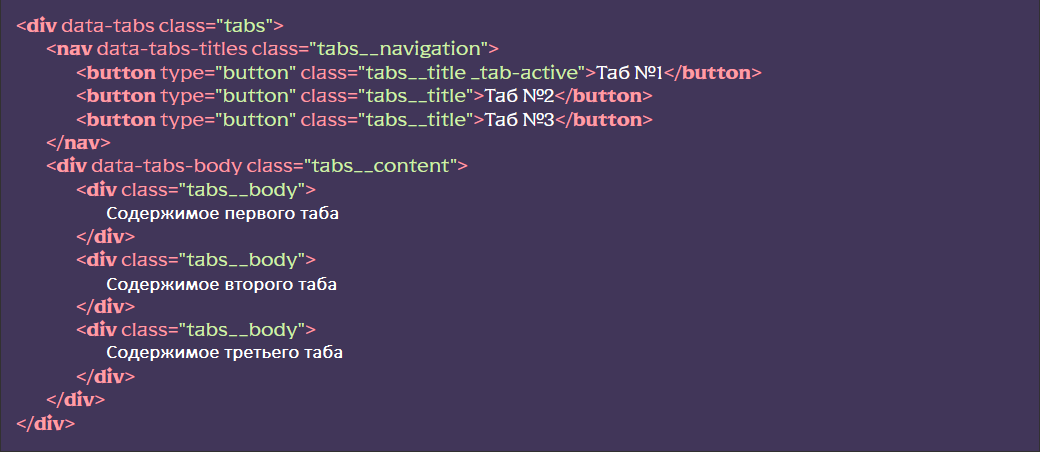 <div data-tabs class="tabs">
<nav data-tabs-titles class="tabs__navigation">
<button type="button" class="tabs__title _tab-active">Таб №1</button>
<button type="button" class="tabs__title">Таб №2</button>
<button type="button" class="tabs__title">Таб №3</button>
</nav>
<div data-tabs-body class="tabs__content">
<div class="tabs__body">
Содержимое первого таба
</div>
<div class="tabs__body">
Содержимое второго таба
</div>
<div class="tabs__body">
Содержимое третьего таба
</div>
</div>
</div>